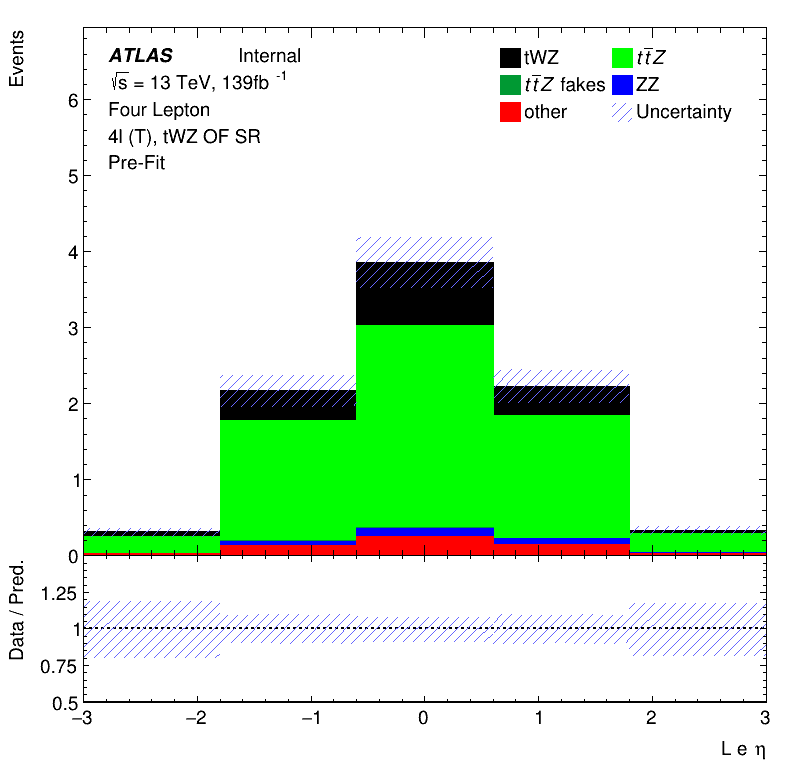 Events
ATLAS Internal
√s = 13 TeV, 139fb⁻¹
Four Lepton
4l (T), tWZ OF SR
Pre-Fit
tWZ tt̄Z
tt̄Z fakes ZZ
other Uncertainty
6
5
4
3
2
1
0
Data / Pred.
1.25
1
0.75
0.5
−3 −2 −1 0 1 2 3
L e η